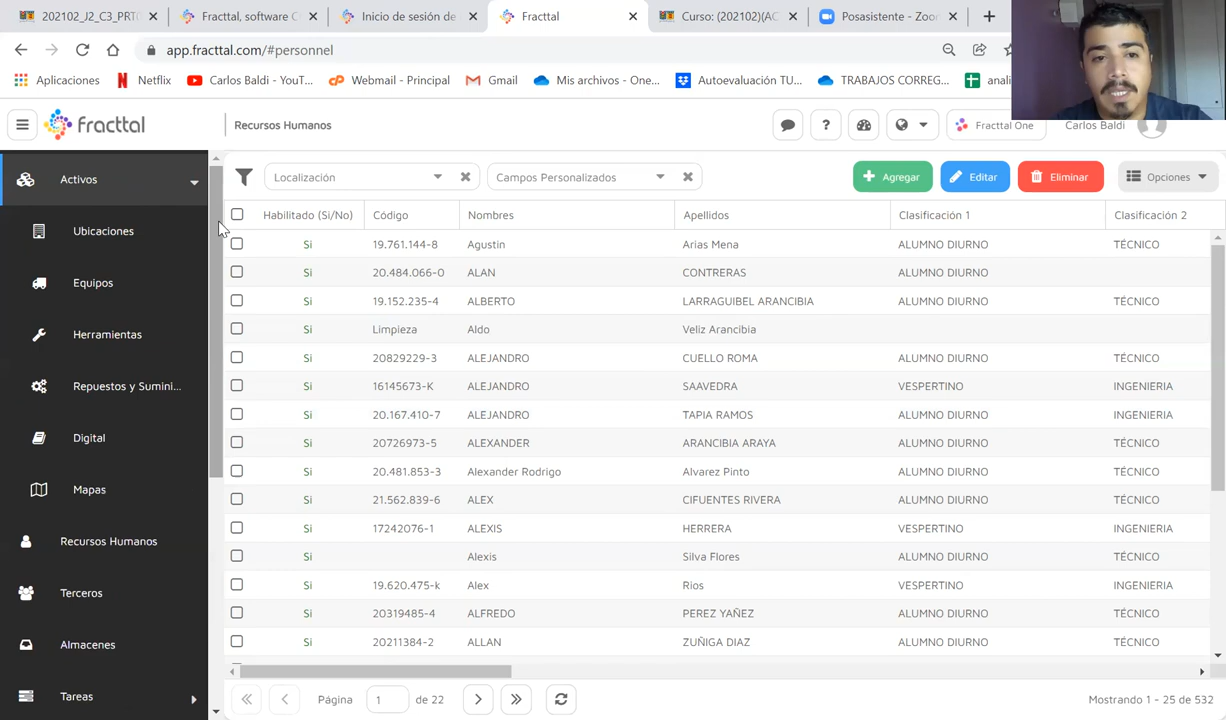 202102_J2_C3_PRT0
Fracttal, software C
Inicio de sesión de
Fracttal
Curso: (202102)(AC
Posasistente - Zoo
app.fracttal.com/#personnel
Aplicaciones
Netflix
Carlos Baldi - YouT...
Webmail - Principal
Gmail
Mis archivos - One...
Autoevaluación TU...
TRABAJOS CORREG...
anali
fracttal
Recursos Humanos
Fracttal One
Carlos Baldi
Activos
Ubicaciones
Equipos
Herramientas
Repuestos y Sumini...
Digital
Mapas
Recursos Humanos
Terceros
Almacenes
Tareas
Localización
Campos Personalizados
Agregar
Editar
Eliminar
Opciones
Habilitado (Si/No) Código Nombres Apellidos Clasificación 1 Clasificación 2
Si 19.761.144-8 Agustin Arias Mena ALUMNO DIURNO TÉCNICO
Si 20.484.066-0 ALAN CONTRERAS ALUMNO DIURNO
Si 19.152.235-4 ALBERTO LARRAGUIBEL ARANCIBIA ALUMNO DIURNO TÉCNICO
Si Limpieza Aldo Veliz Arancibia
Si 20829229-3 ALEJANDRO CUELLO ROMA ALUMNO DIURNO TÉCNICO
Si 16145673-K ALEJANDRO SAAVEDRA VESPERTINO INGENIERIA
Si 20.167.410-7 ALEJANDRO TAPIA RAMOS ALUMNO DIURNO TÉCNICO
Si 20726973-5 ALEXANDER ARANCIBIA ARAYA ALUMNO DIURNO TÉCNICO
Si 20.481.853-3 Alexander Rodrigo Alvarez Pinto ALUMNO DIURNO TÉCNICO
Si 21.562.839-6 ALEX CIFUENTES RIVERA ALUMNO DIURNO TÉCNICO
Si 17242076-1 ALEXIS HERRERA VESPERTINO INGENIERIA
Si Alexis Silva Flores ALUMNO DIURNO TÉCNICO
Si 19.620.475-k Alex Rios VESPERTINO INGENIERIA
Si 20319485-4 ALFREDO PEREZ YAÑEZ ALUMNO DIURNO TÉCNICO
Si 20211384-2 ALLAN ZUÑIGA DIAZ ALUMNO DIURNO TÉCNICO
Página 1 de 22
Mostrando 1 - 25 de 532